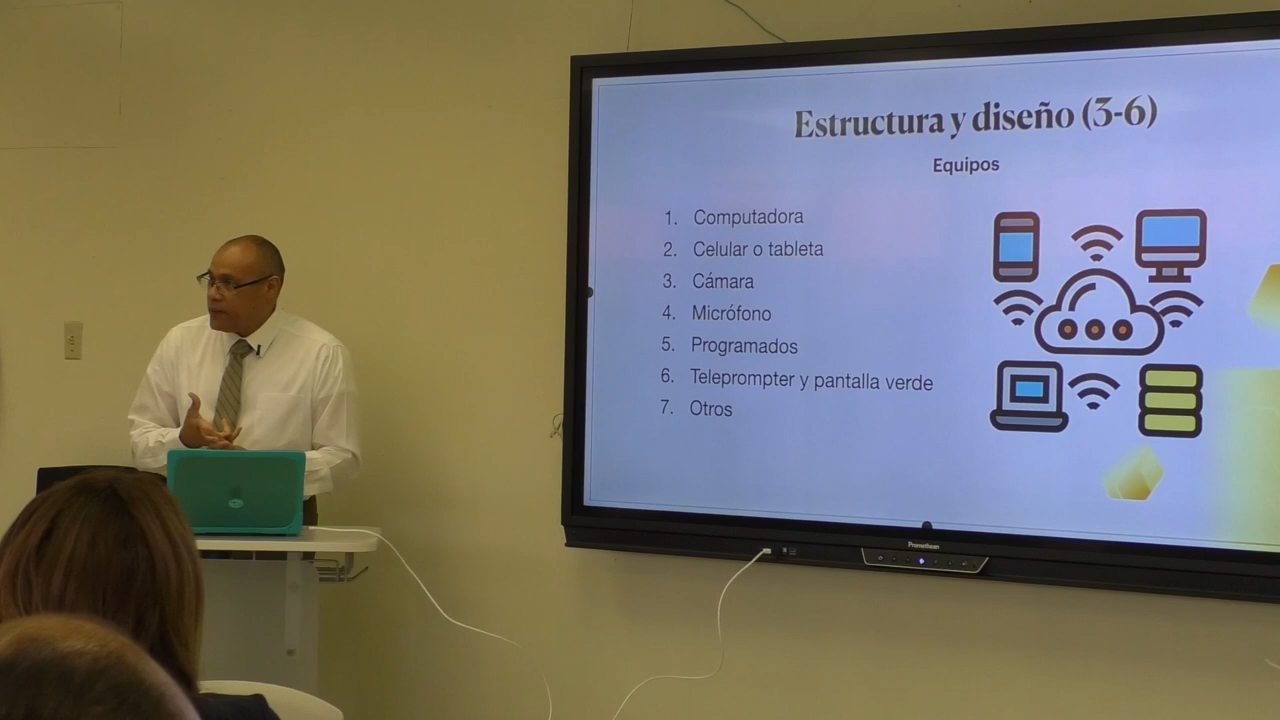 Estructura y diseño (3-6)
Equipos
1. Computadora
2. Celular o tableta
3. Cámara
4. Micrófono
5. Programados
6. Teleprompter y pantalla verde
7. Otros
Promethean